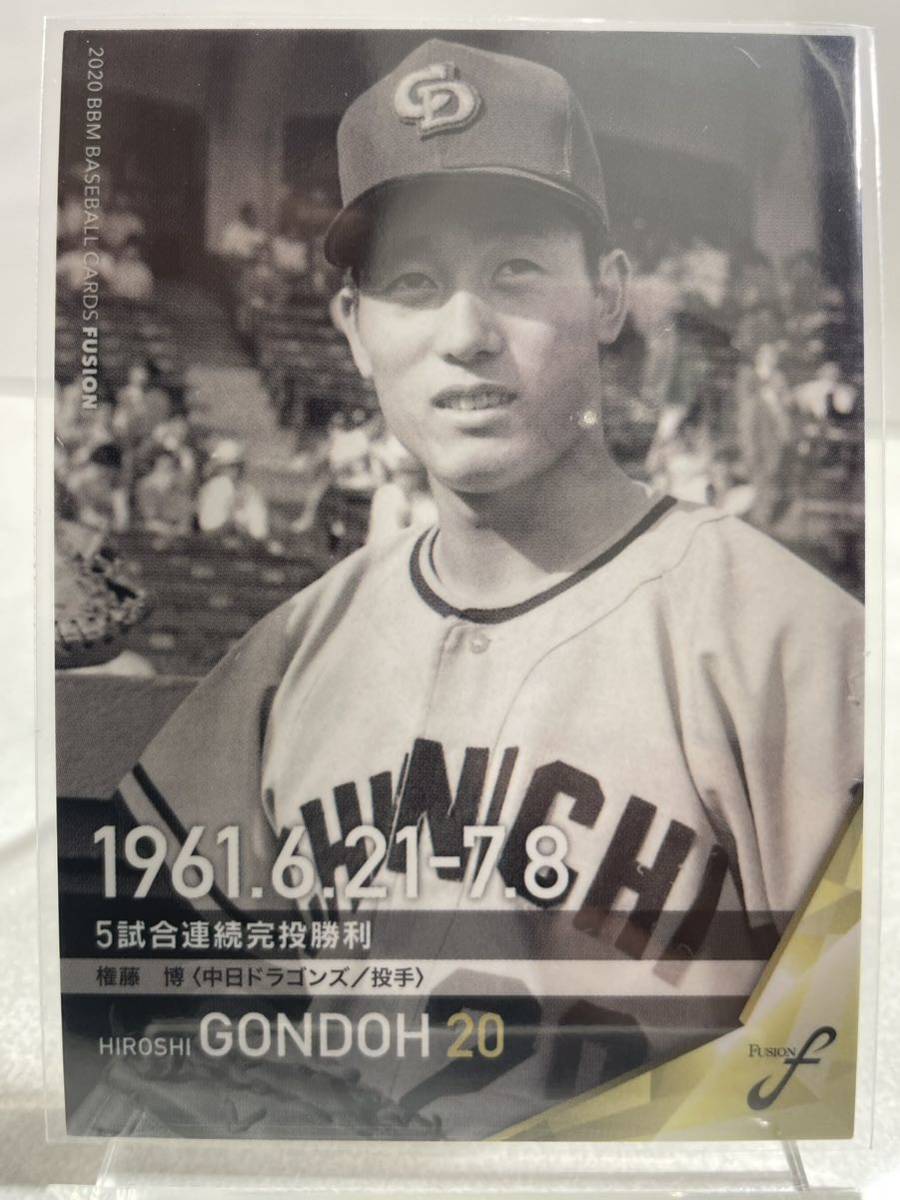 2020 BBM BASEBALL CARDS FUSION
CD
CHUNICHI
20
1961.6.21-7.8
5試合連続完投勝利
権藤 博〈中日ドラゴンズ/投手〉
HIROSHI GONDOH 20
FUSION f